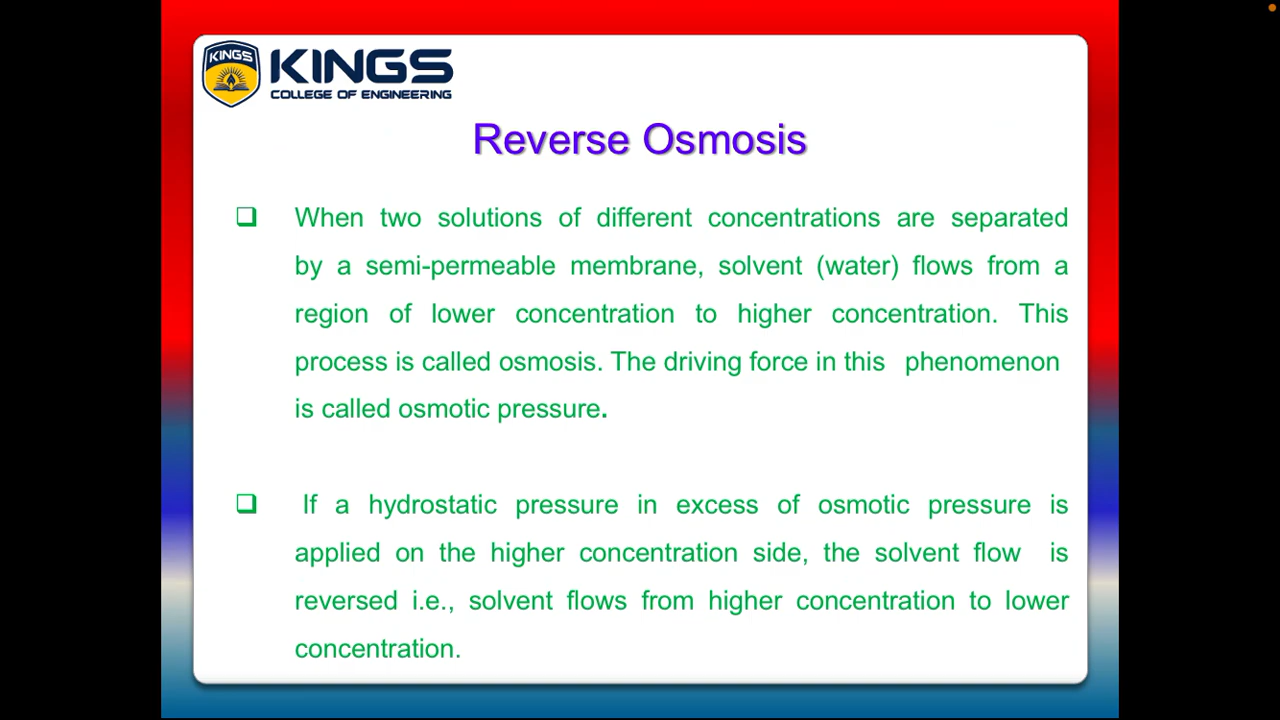 KINGS
KINGS
COLLEGE OF ENGINEERING
Reverse Osmosis
When two solutions of different concentrations are separated
by a semi-permeable membrane, solvent (water) flows from a
region of lower concentration to higher concentration. This
process is called osmosis. The driving force in this phenomenon
is called osmotic pressure.
If a hydrostatic pressure in excess of osmotic pressure is
applied on the higher concentration side, the solvent flow is
reversed i.e., solvent flows from higher concentration to lower
concentration.